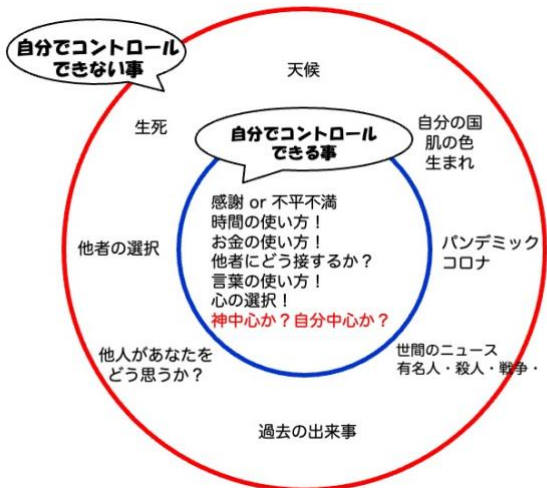 自分でコントロール
できない事
天候
生死
自分でコントロール
できる事
自分の国
肌の色
生まれ
感謝 or 不平不満
時間の使い方！
お金の使い方！
他者にどう接するか？
言葉の使い方！
心の選択！
神中心か？自分中心か？
他者の選択
パンデミック
コロナ
他人があなたを
どう思うか？
世間のニュース
有名人・殺人・戦争・
過去の出来事